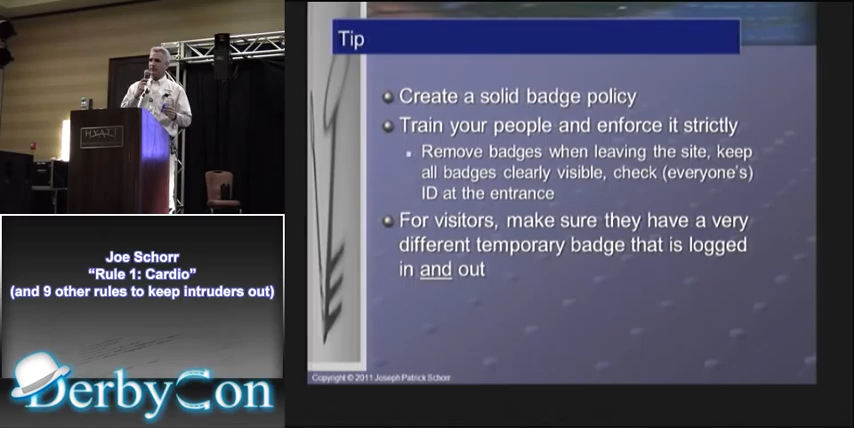 Tip
Create a solid badge policy
Train your people and enforce it strictly
Remove badges when leaving the site, keep
all badges clearly visible, check (everyone's)
ID at the entrance
For visitors, make sure they have a very
different temporary badge that is logged
in and out
Copyright © 2011 Joseph Patrick Schorr
HYATT
Joe Schorr
“Rule 1: Cardio”
(and 9 other rules to keep intruders out)
DerbyCon